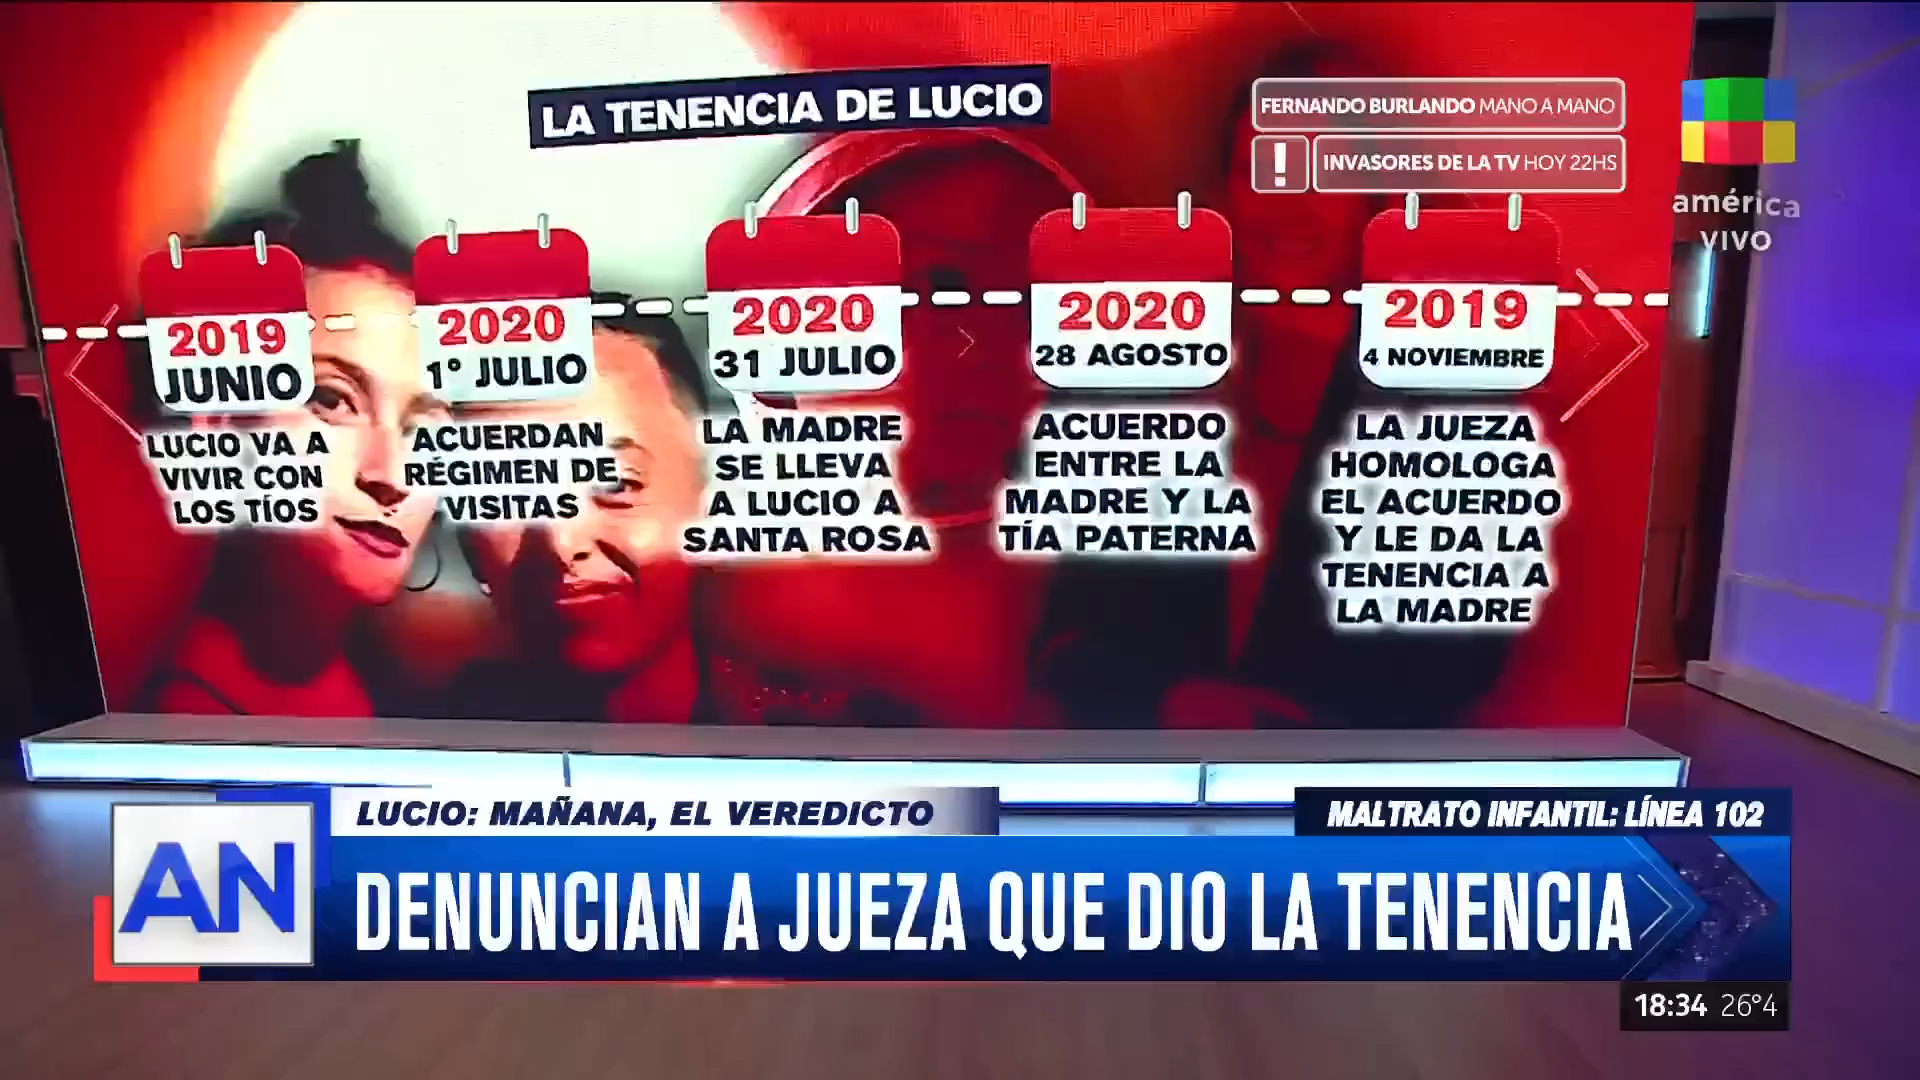 LA TENENCIA DE LUCIO
FERNANDO BURLANDO MANO A MANO
! INVASORES DE LA TV HOY 22HS
américa
VIVO
2019
JUNIO
LUCIO VA A
VIVIR CON
LOS TÍOS
2020
1° JULIO
ACUERDAN
RÉGIMEN DE
VISITAS
2020
31 JULIO
LA MADRE
SE LLEVA
A LUCIO A
SANTA ROSA
2020
28 AGOSTO
ACUERDO
ENTRE LA
MADRE Y LA
TÍA PATERNA
2019
4 NOVIEMBRE
LA JUEZA
HOMOLOGA
EL ACUERDO
Y LE DA LA
TENENCIA A
LA MADRE
AN
LUCIO: MAÑANA, EL VEREDICTO
MALTRATO INFANTIL: LÍNEA 102
DENUNCIAN A JUEZA QUE DIO LA TENENCIA
18:34 26°4